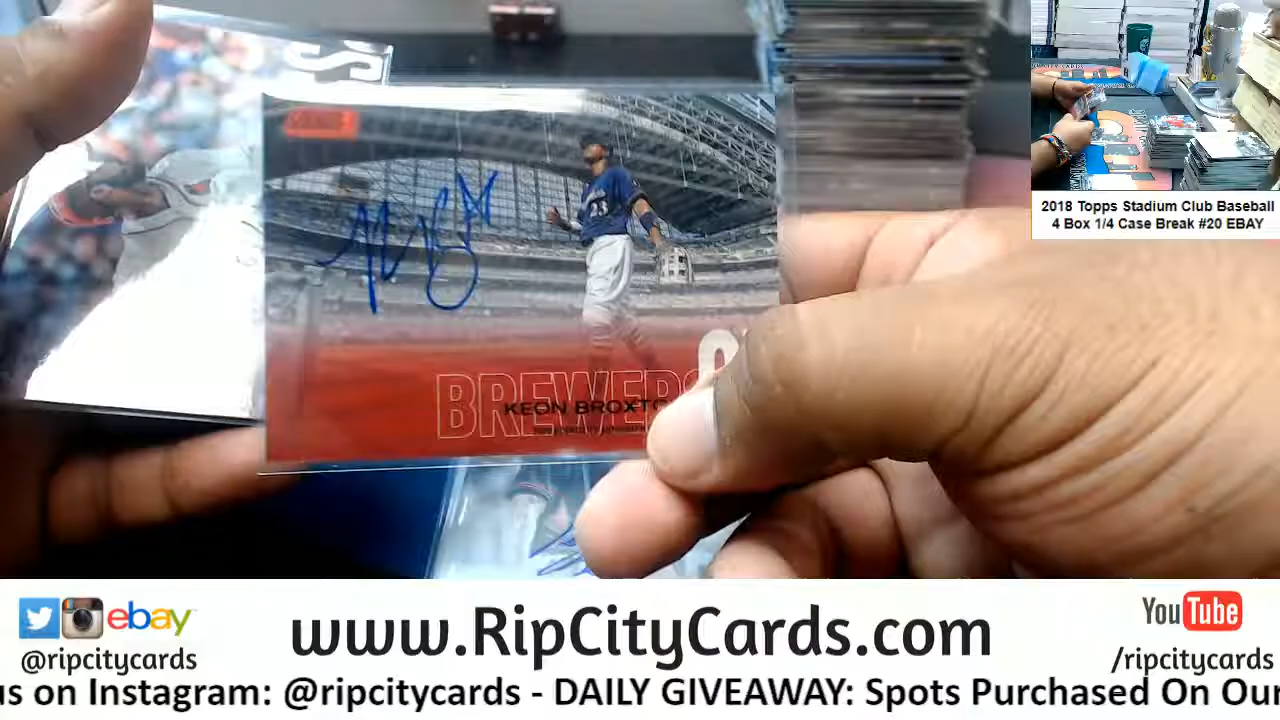 2018 Topps Stadium Club Baseball
4 Box 1/4 Case Break #20 EBAY
23
BREWERS
KEON BROXTO
ebay
@ripcitycards
www.RipCityCards.com
YouTube
/ripcitycards
us on Instagram: @ripcitycards - DAILY GIVEAWAY: Spots Purchased On Our